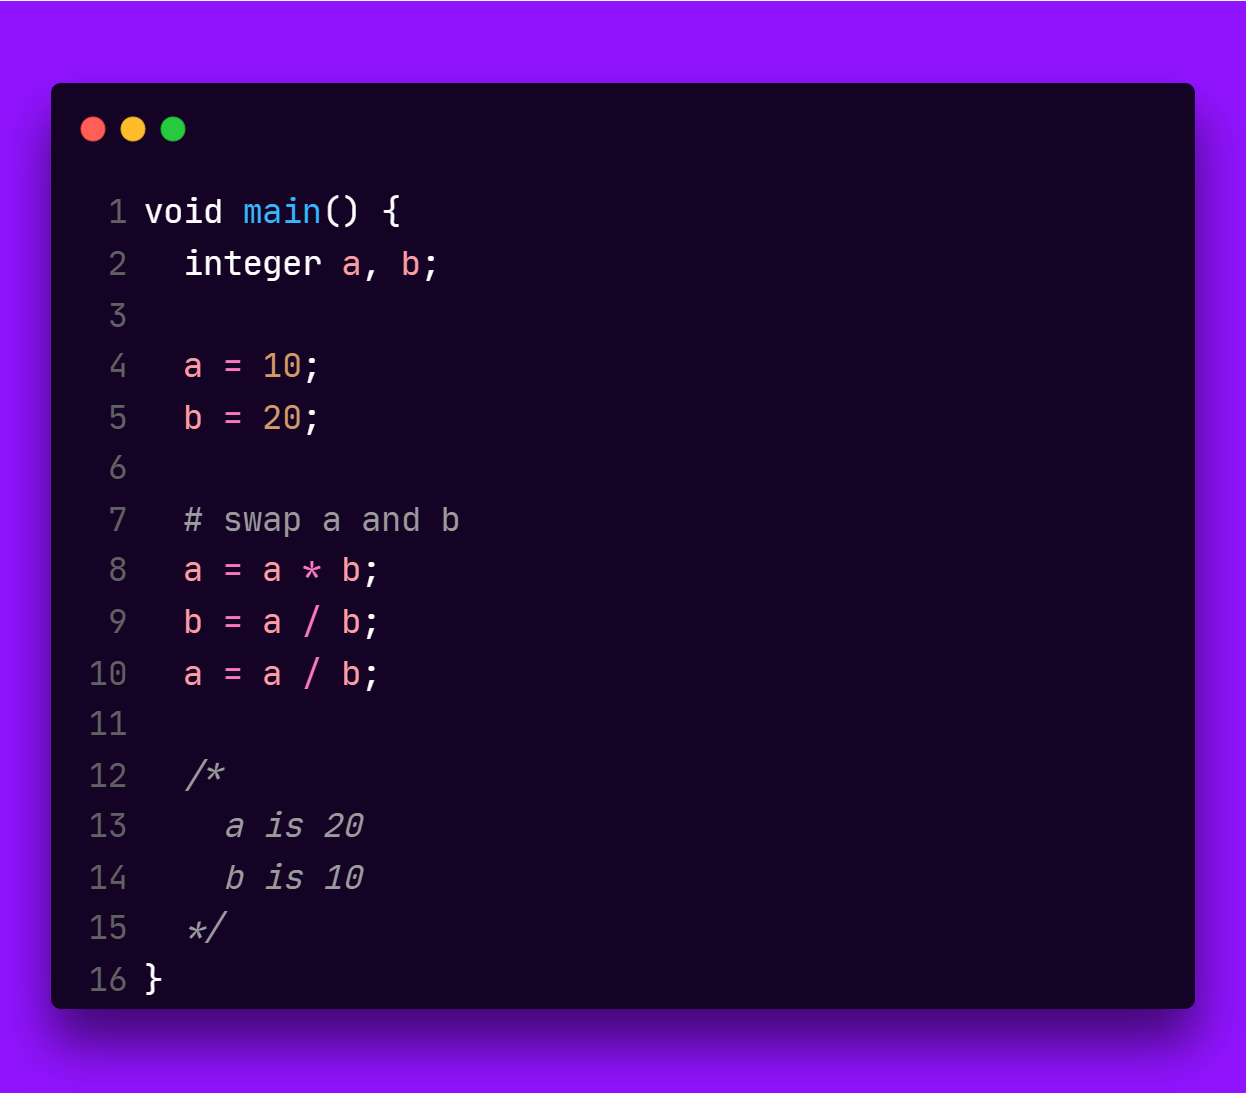 1 void main() {
2   integer a, b;
3
4   a = 10;
5   b = 20;
6
7   # swap a and b
8   a = a * b;
9   b = a / b;
10   a = a / b;
11
12   /*
13     a is 20
14     b is 10
15   */
16 }